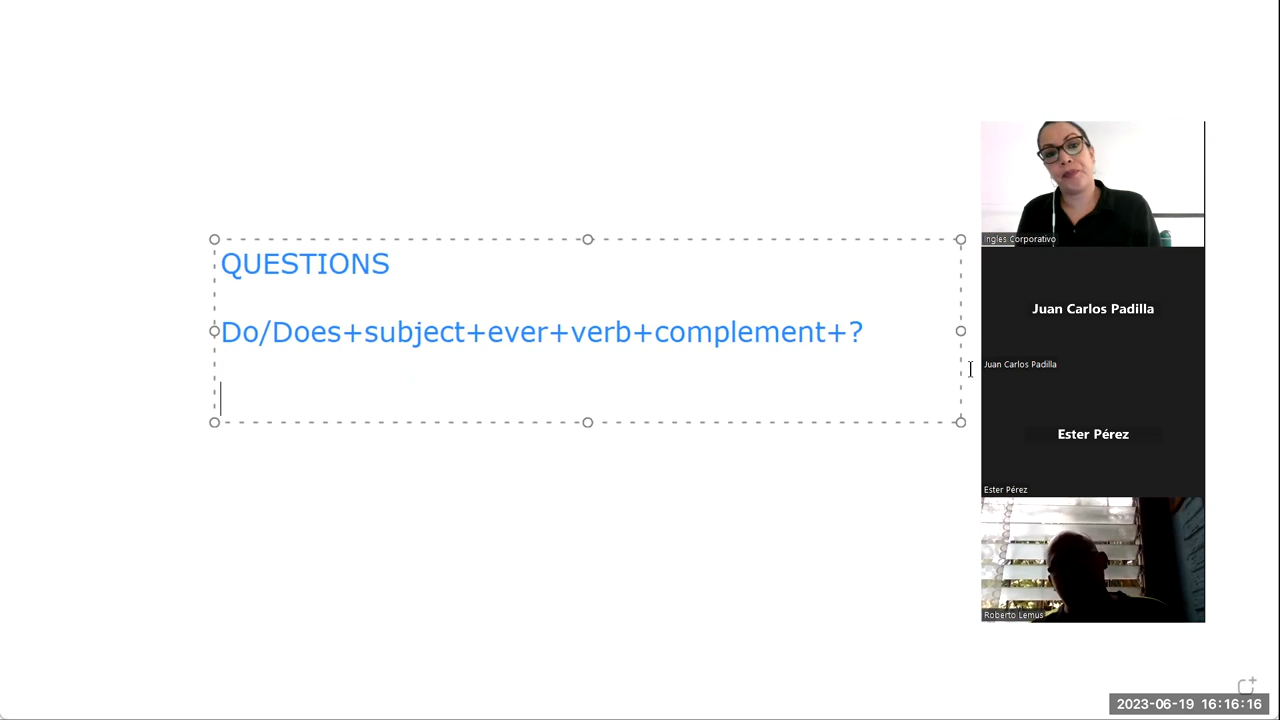 QUESTIONS
Do/Does+subject+ever+verb+complement+?
Ingles Corporativo
Juan Carlos Padilla
Juan Carlos Padilla
Ester Pérez
Ester Pérez
Roberto Lemus
2023-06-19 16:16:16